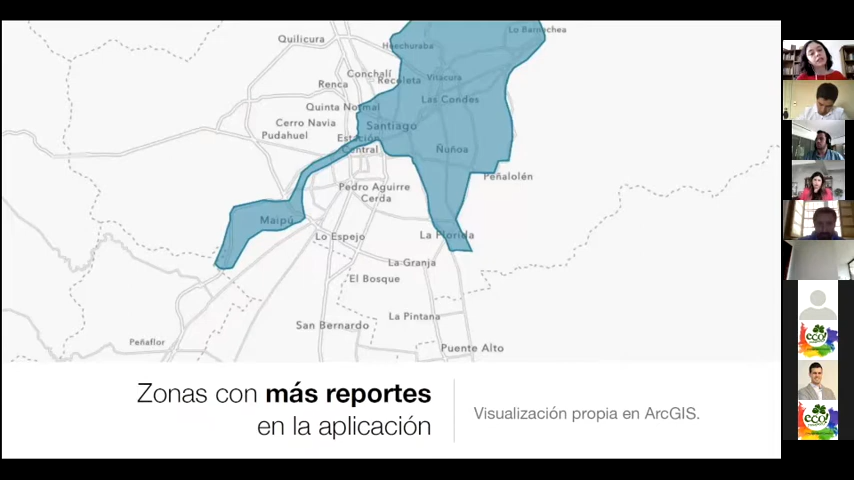 Lo Barnechea
Quilicura
Huechuraba
Conchalí
Renca
Recoleta
Vitacura
Las Condes
Quinta Normal
Cerro Navia
Santiago
Pudahuel
Estación
Central
Ñuñoa
Peñalolén
Pedro Aguirre
Cerda
Maipú
Lo Espejo
La Florida
La Granja
El Bosque
La Pintana
San Bernardo
Peñaflor
Puente Alto
Zonas con más reportes
en la aplicación
Visualización propia en ArcGIS.
eco!
eco!